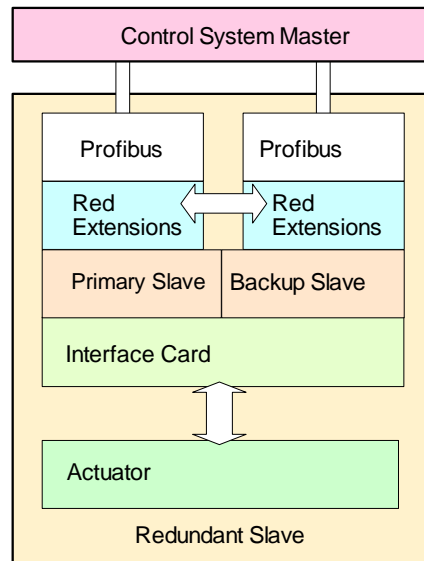 Control System Master
Profibus
Profibus
Red
Extensions
Red
Extensions
Primary Slave
Backup Slave
Interface Card
Actuator
Redundant Slave